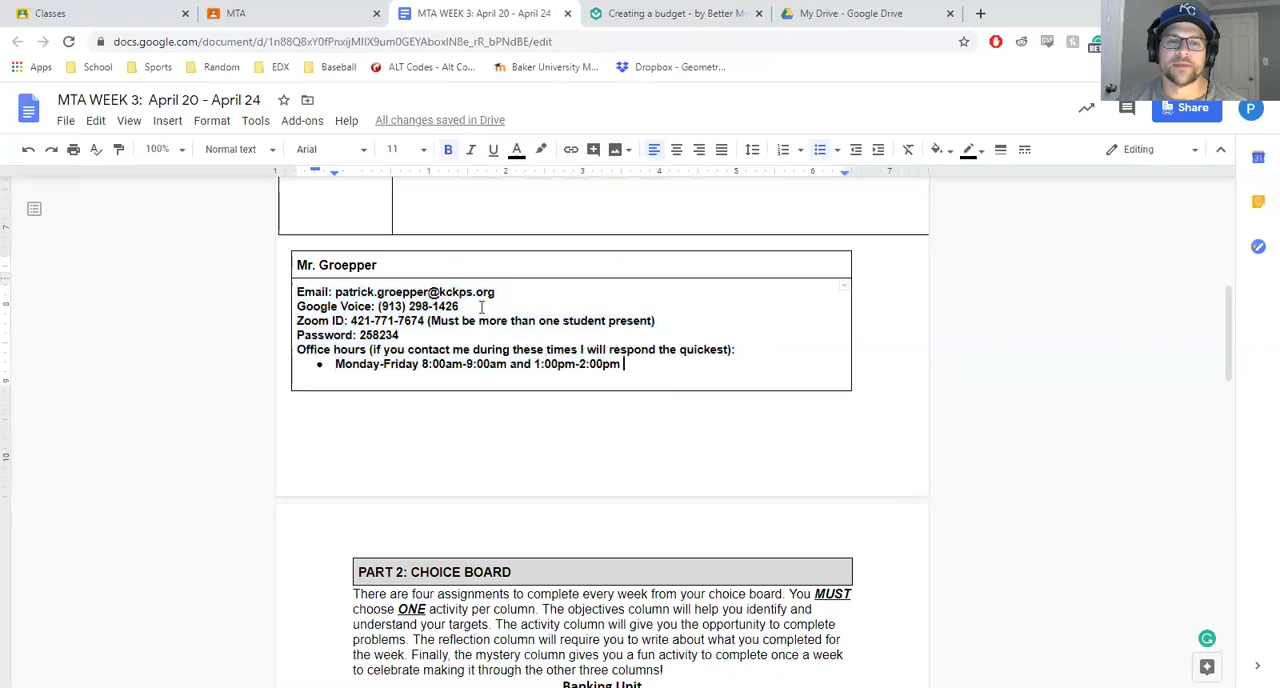 Classes
MTA
MTA WEEK 3: April 20 - April 24
Creating a budget - by Better M
My Drive - Google Drive
docs.google.com/document/d/1n88Q8xY0fPnxijMIIX9um0GEYAboxIN8e_rR_bPNdBE/edit
Apps School Sports Random EDX Baseball ALT Codes - Alt Co... Baker University M... Dropbox - Geometr...
KC
MTA WEEK 3: April 20 - April 24
Share
P
File Edit View Insert Format Tools Add-ons Help All changes saved in Drive
100% Normal text Arial 11 B I U A Editing
1 1 2 3 4 5 6 7
Mr. Groepper
Email: patrick.groepper@kckps.org
Google Voice: (913) 298-1426
Zoom ID: 421-771-7674 (Must be more than one student present)
Password: 258234
Office hours (if you contact me during these times I will respond the quickest):
● Monday-Friday 8:00am-9:00am and 1:00pm-2:00pm
PART 2: CHOICE BOARD
There are four assignments to complete every week from your choice board. You MUST
choose ONE activity per column. The objectives column will help you identify and
understand your targets. The activity column will give you the opportunity to complete
problems. The reflection column will require you to write about what you completed for
the week. Finally, the mystery column gives you a fun activity to complete once a week
to celebrate making it through the other three columns!
Banking Unit